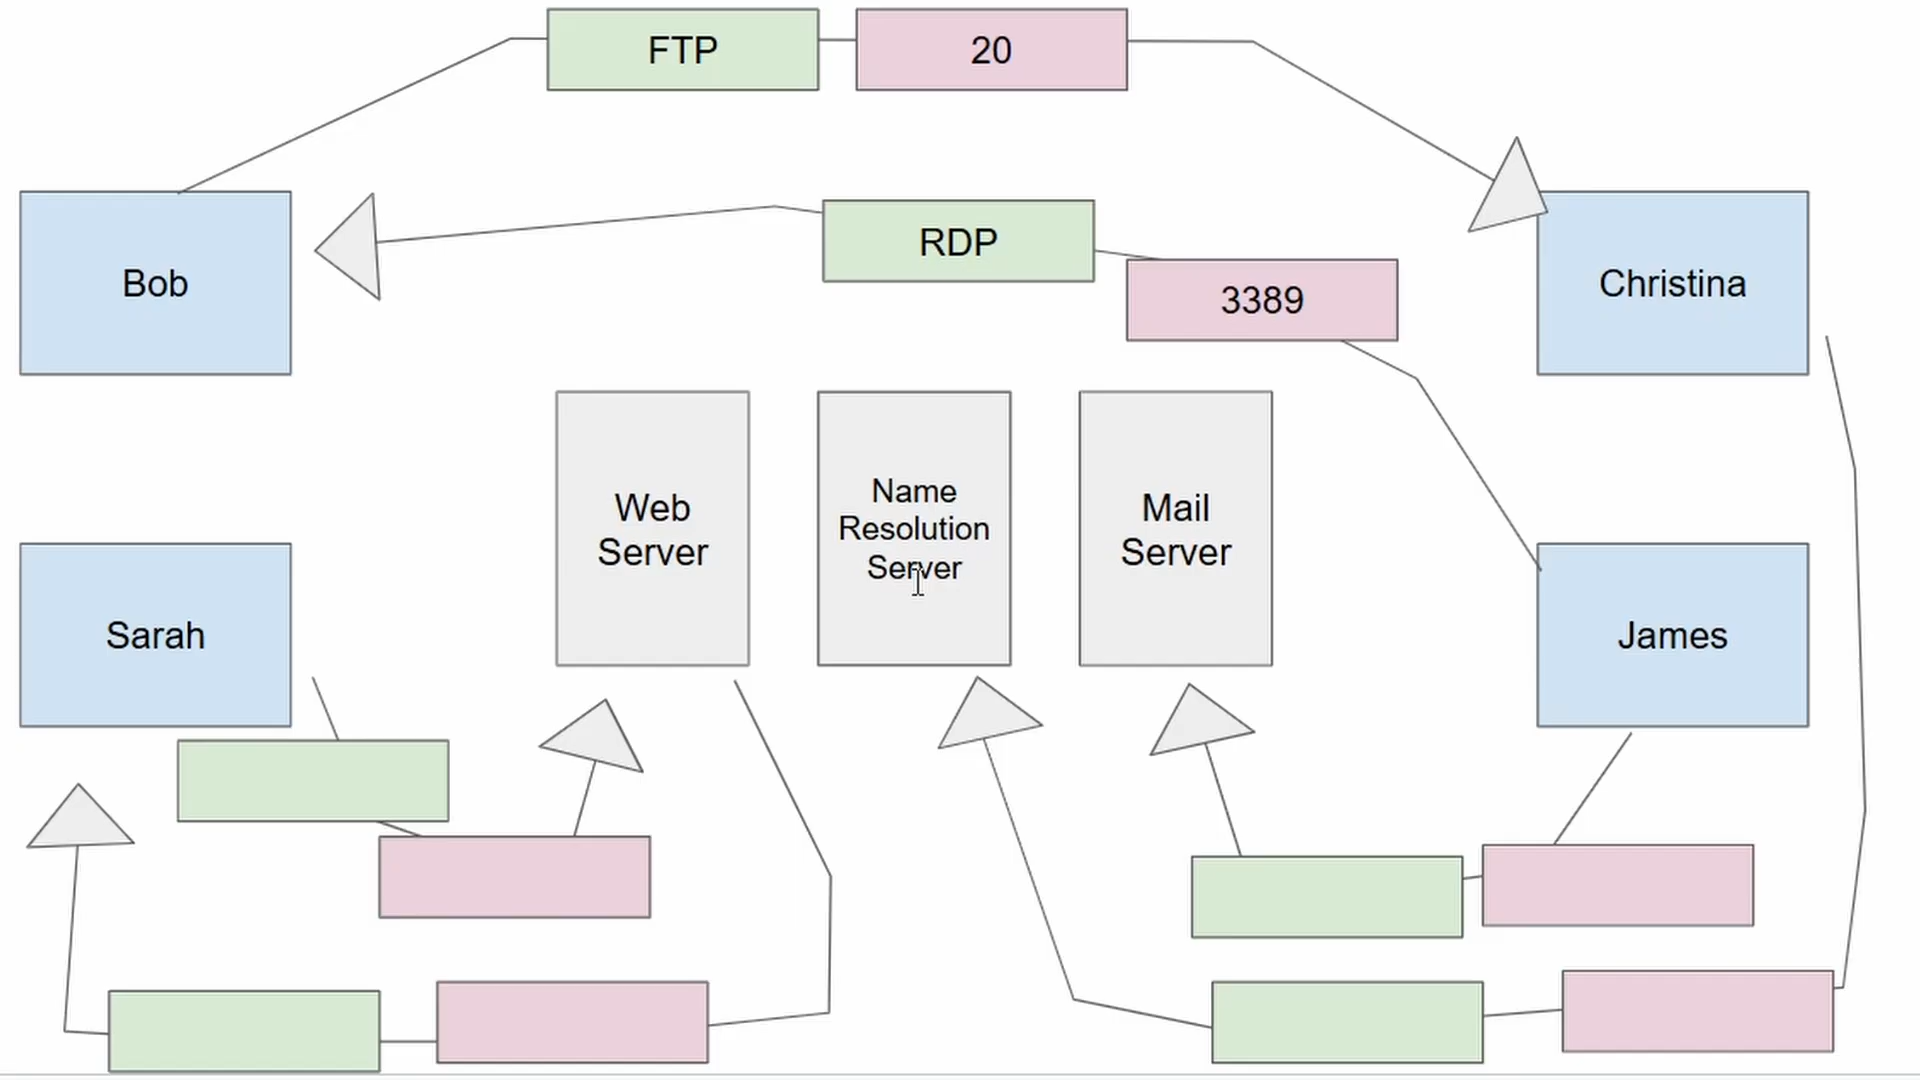 FTP
20
RDP
3389
Bob
Christina
Web
Server
Name
Resolution
Server
Mail
Server
Sarah
James